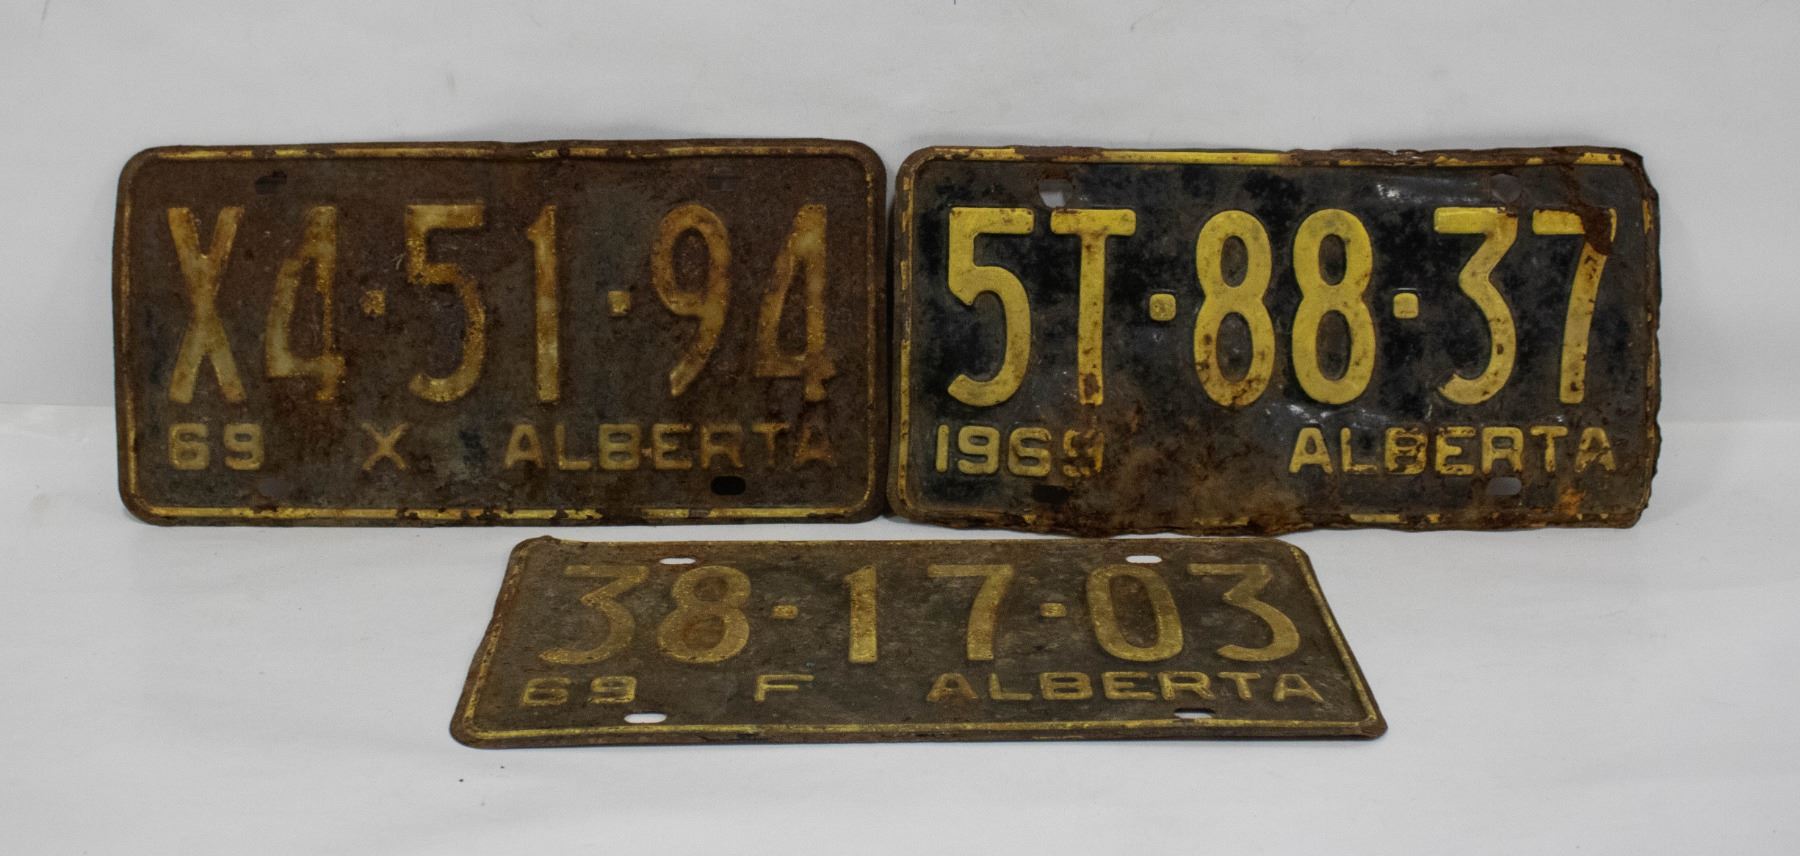 X4·51·94
69 X ALBERTA
5T·88·37
1969 ALBERTA
38·17·03
69 F ALBERTA